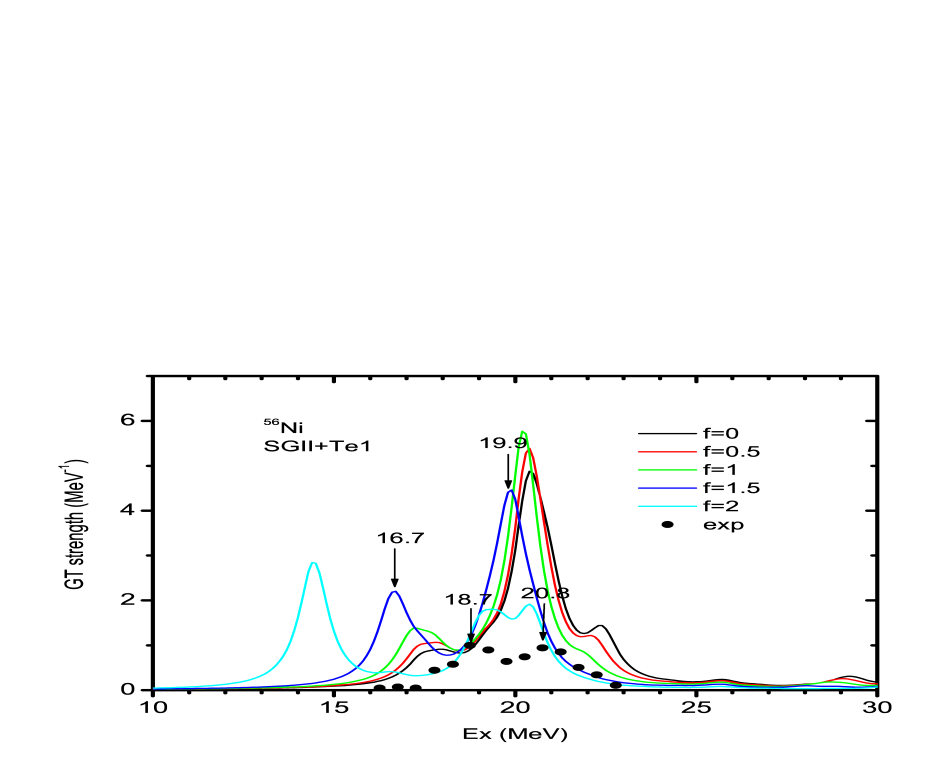 6
4
2
0
GT strength (MeV⁻¹)
⁵⁶Ni
SGII+Te1
19.9
16.7
18.7
20.8
f=0
f=0.5
f=1
f=1.5
f=2
exp
10 15 20 25 30
Ex (MeV)